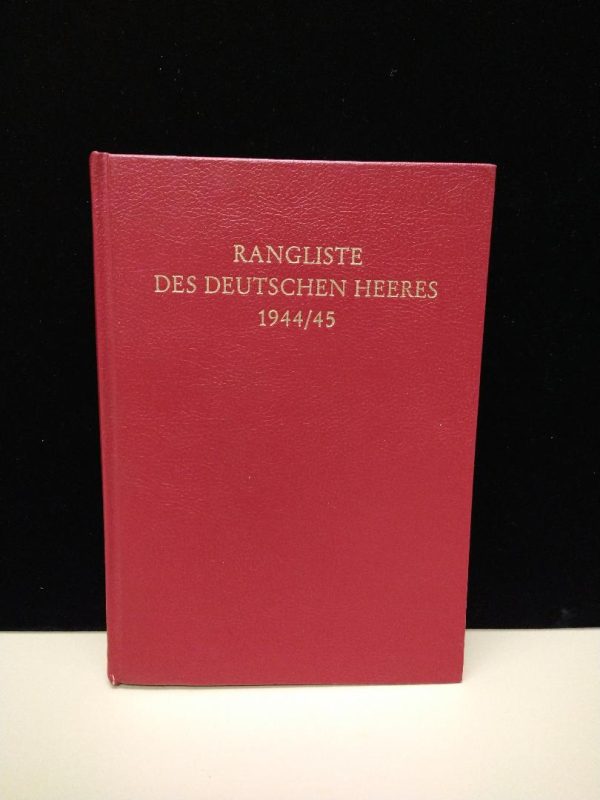 RANGLISTE
DES DEUTSCHEN HEERES
1944/45